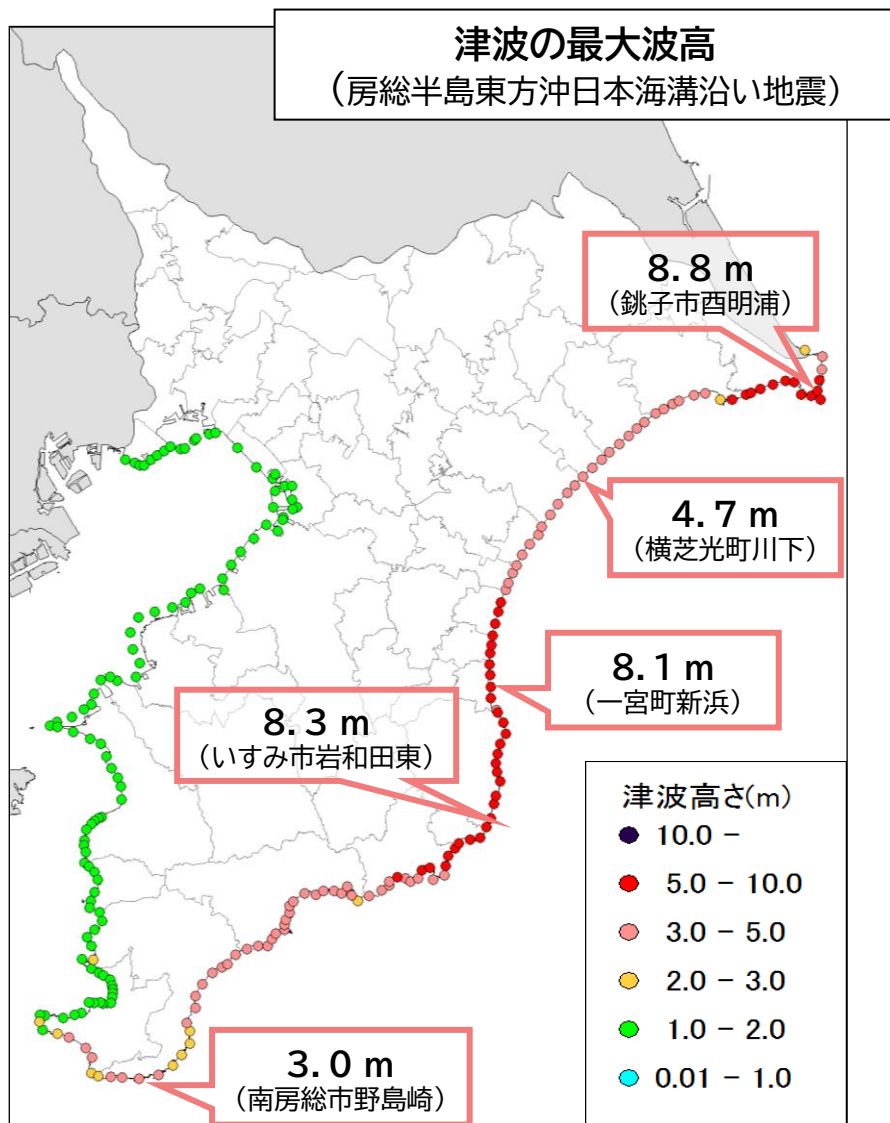 津波の最大波高
（房総半島東方沖日本海溝沿い地震）
8.8 m
（銚子市酉明浦）
4.7 m
（横芝光町川下）
8.1 m
（一宮町新浜）
8.3 m
（いすみ市岩和田東）
3.0 m
（南房総市野島崎）
津波高さ(m)
10.0 −
5.0 − 10.0
3.0 − 5.0
2.0 − 3.0
1.0 − 2.0
0.01 − 1.0